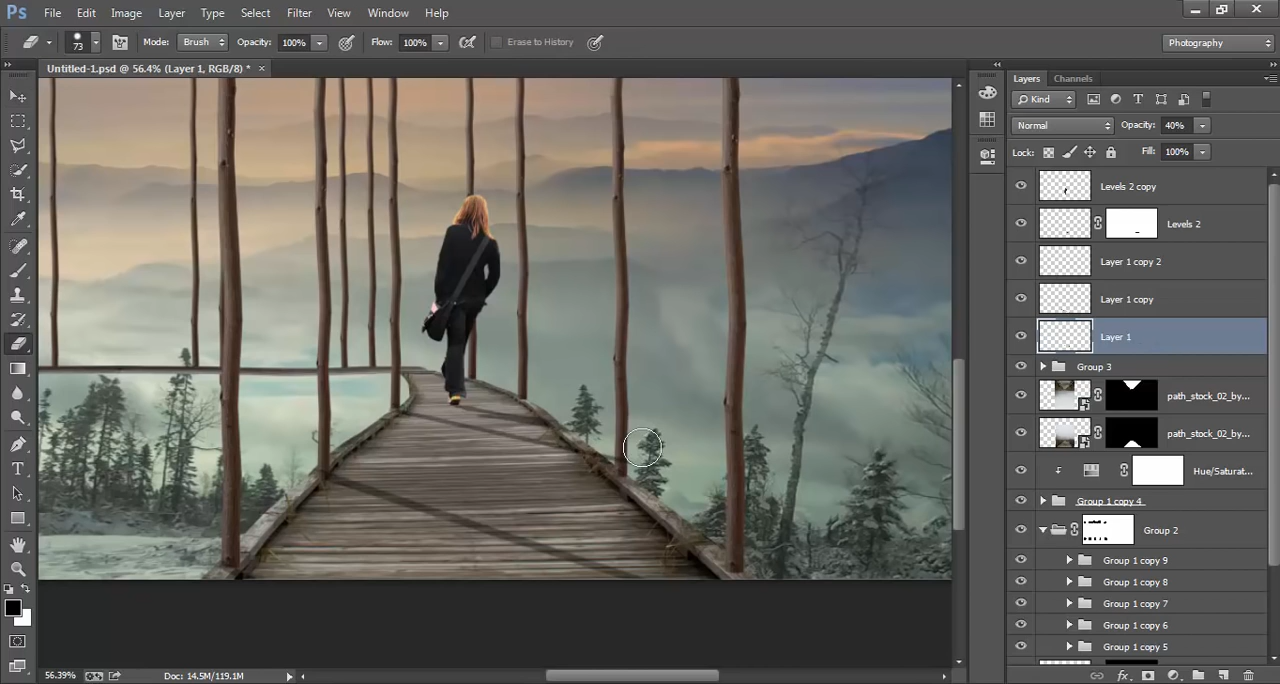 Ps File Edit Image Layer Type Select Filter View Window Help
73 Mode: Brush Opacity: 100% Flow: 100% Erase to History Photography
Untitled-1.psd @ 56.4% (Layer 1, RGB/8) * ×
Layers Channels
Kind
Normal Opacity: 40%
Lock: Fill: 100%
Levels 2 copy
Levels 2
Layer 1 copy 2
Layer 1 copy
Layer 1
Group 3
path_stock_02_by...
path_stock_02_by...
Hue/Saturat...
Group 1 copy 4
Group 2
Group 1 copy 9
Group 1 copy 8
Group 1 copy 7
Group 1 copy 6
Group 1 copy 5
56.39% Doc: 14.5M/119.1M
fx